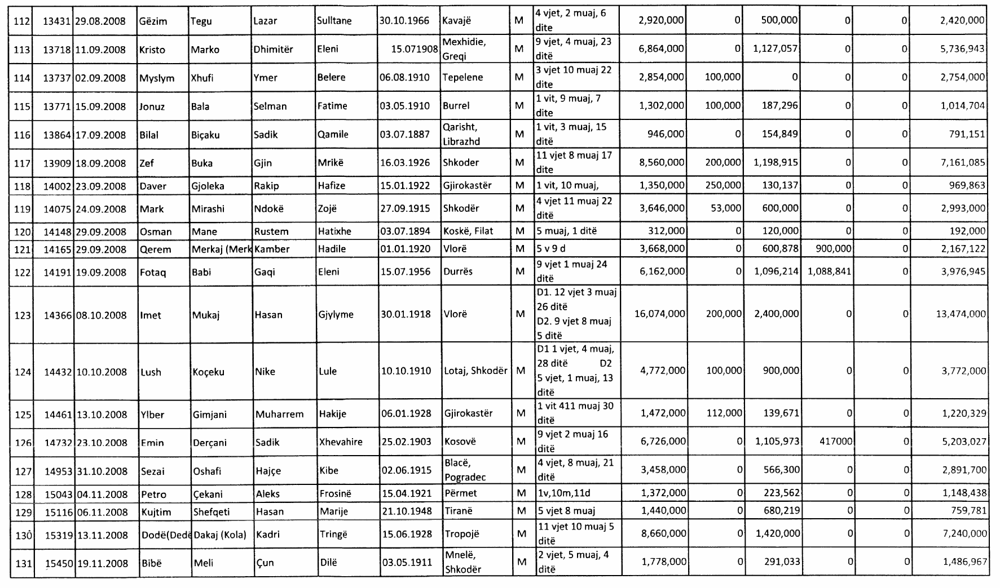 112 13431 29.08.2008 Gëzim Tegu Lazar Sulltane 30.10.1966 Kavajë M 4 vjet, 2 muaj, 6 dite 2,920,000 0 500,000 0 0 2,420,000
113 13718 11.09.2008 Kristo Marko Dhimitër Eleni 15.071908 Mexhidie, Greqi M 9 vjet, 4 muaj, 23 ditë 6,864,000 0 1,127,057 0 0 5,736,943
114 13737 02.09.2008 Myslym Xhufi Ymer Belere 06.08.1910 Tepelene M 3 vjet 10 muaj 22 dite 2,854,000 100,000 0 0 0 2,754,000
115 13771 15.09.2008 Jonuz Bala Selman Fatime 03.05.1910 Burrel M 1 vit, 9 muaj, 7 dite 1,302,000 100,000 187,296 0 0 1,014,704
116 13864 17.09.2008 Bilal Biçaku Sadik Qamile 03.07.1887 Qarisht, Librazhd M 1 vit, 3 muaj, 15 ditë 946,000 0 154,849 0 0 791,151
117 13909 18.09.2008 Zef Buka Gjin Mrikë 16.03.1926 Shkoder M 11 vjet 8 muaj 17 dite 8,560,000 200,000 1,198,915 0 0 7,161,085
118 14002 23.09.2008 Daver Gjoleka Rakip Hafize 15.01.1922 Gjirokastër M 1 vit, 10 muaj, 1,350,000 250,000 130,137 0 0 969,863
119 14075 24.09.2008 Mark Mirashi Ndokë Zojë 27.09.1915 Shkodër M 4 vjet 11 muaj 22 ditë 3,646,000 53,000 600,000 0 0 2,993,000
120 14148 29.09.2008 Osman Mane Rustem Hatixhe 03.07.1894 Koskë, Filat M 5 muaj, 1 ditë 312,000 0 120,000 0 0 192,000
121 14165 29.09.2008 Qerem Merkaj (Merk Kamber Hadile 01.01.1920 Vlorë M 5 v 9 d 3,668,000 0 600,878 900,000 0 2,167,122
122 14191 19.09.2008 Fotaq Babi Gaqi Eleni 15.07.1956 Durrës M 9 vjet 1 muaj 24 ditë 6,162,000 0 1,096,214 1,088,841 0 3,976,945
123 14366 08.10.2008 Imet Mukaj Hasan Gjylyme 30.01.1918 Vlorë M D1. 12 vjet 3 muaj 26 ditë D2. 9 vjet 8 muaj 5 ditë 16,074,000 200,000 2,400,000 0 0 13,474,000
124 14432 10.10.2008 Lush Koçeku Nike Lule 10.10.1910 Lotaj, Shkodër M D1 1 vjet, 4 muaj, 28 ditë D2 5 vjet, 1 muaj, 13 ditë 4,772,000 100,000 900,000 0 0 3,772,000
125 14461 13.10.2008 Ylber Gimjani Muharrem Hakije 06.01.1928 Gjirokastër M 1 vit 411 muaj 30 ditë 1,472,000 112,000 139,671 0 0 1,220,329
126 14732 23.10.2008 Emin Derçani Sadik Xhevahire 25.02.1903 Kosovë M 9 vjet 2 muaj 16 ditë 6,726,000 0 1,105,973 417000 0 5,203,027
127 14953 31.10.2008 Sezai Oshafi Hajçe Kibe 02.06.1915 Blacë, Pogradec M 4 vjet, 8 muaj, 21 ditë 3,458,000 0 566,300 0 0 2,891,700
128 15043 04.11.2008 Petro Çekani Aleks Frosinë 15.04.1921 Përmet M 1v,10m,11d 1,372,000 0 223,562 0 0 1,148,438
129 15116 06.11.2008 Kujtim Shefqeti Hasan Marije 21.10.1948 Tiranë M 5 vjet 8 muaj 1,440,000 0 680,219 0 0 759,781
130 15319 13.11.2008 Dodë(Dedë Dakaj (Kola) Kadri Tringë 15.06.1928 Tropojë M 11 vjet 10 muaj 5 ditë 8,660,000 0 1,420,000 0 0 7,240,000
131 15450 19.11.2008 Bibë Meli Çun Dilë 03.05.1911 Mnelë, Shkodër M 2 vjet, 5 muaj, 4 ditë 1,778,000 0 291,033 0 0 1,486,967